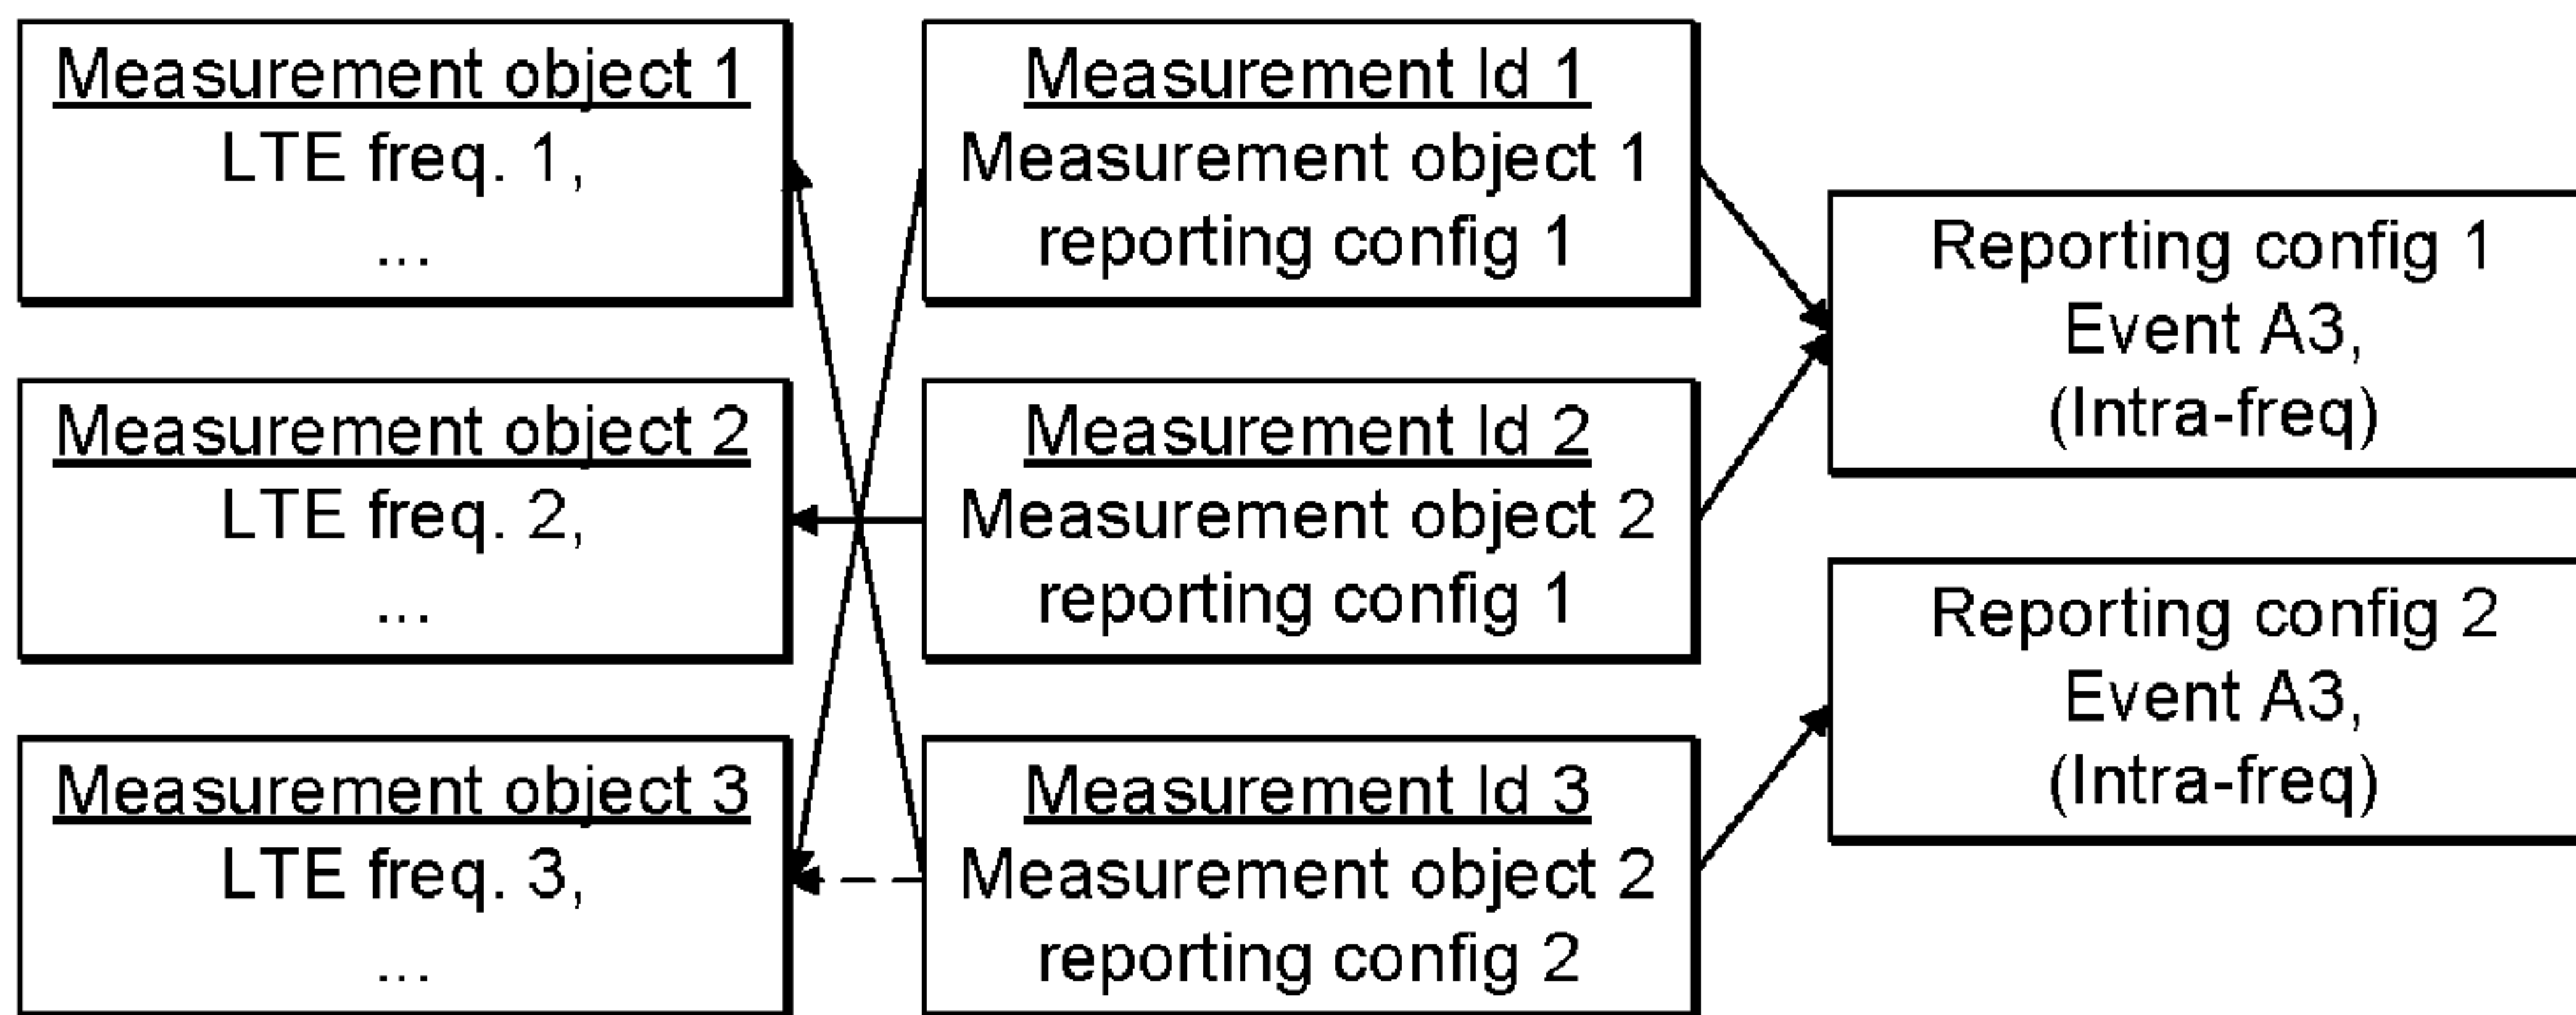 Measurement object 1
LTE freq. 1,
...
Measurement object 2
LTE freq. 2,
...
Measurement object 3
LTE freq. 3,
...
Measurement Id 1
Measurement object 1
reporting config 1
Measurement Id 2
Measurement object 2
reporting config 1
Measurement Id 3
Measurement object 2
reporting config 2
Reporting config 1
Event A3,
(Intra-freq)
Reporting config 2
Event A3,
(Intra-freq)